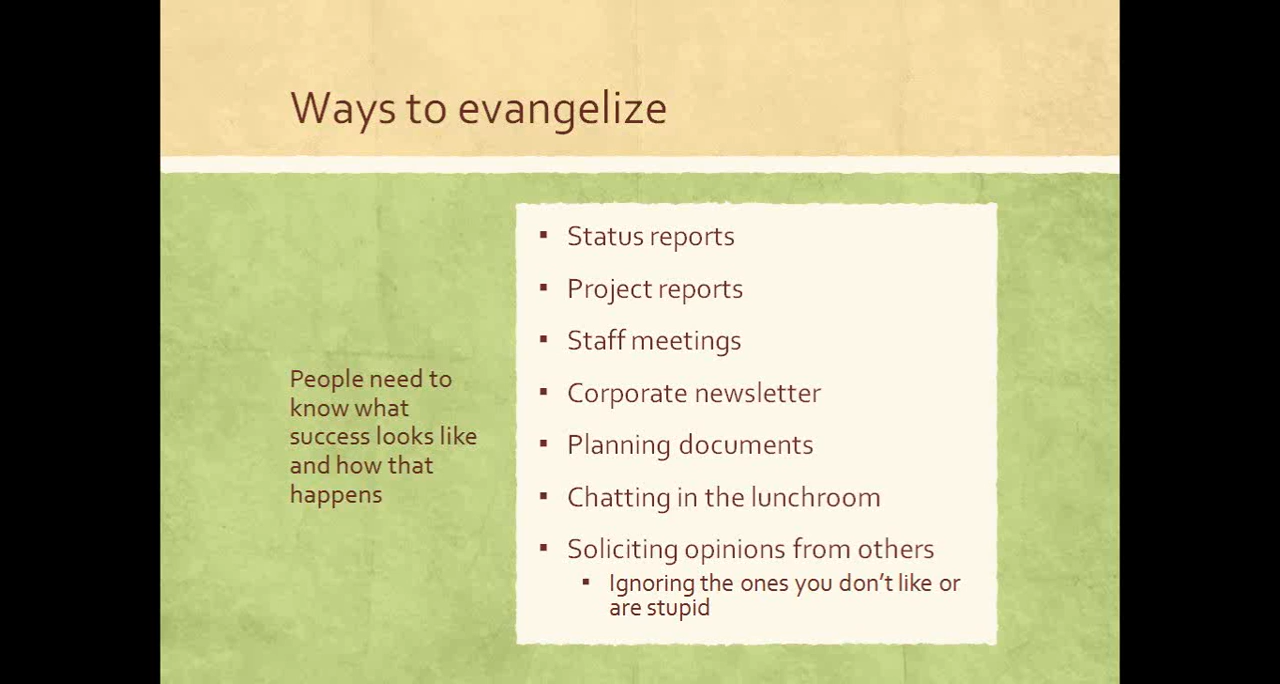 Ways to evangelize
People need to
know what
success looks like
and how that
happens
▪ Status reports
▪ Project reports
▪ Staff meetings
▪ Corporate newsletter
▪ Planning documents
▪ Chatting in the lunchroom
▪ Soliciting opinions from others
▪ Ignoring the ones you don’t like or
are stupid